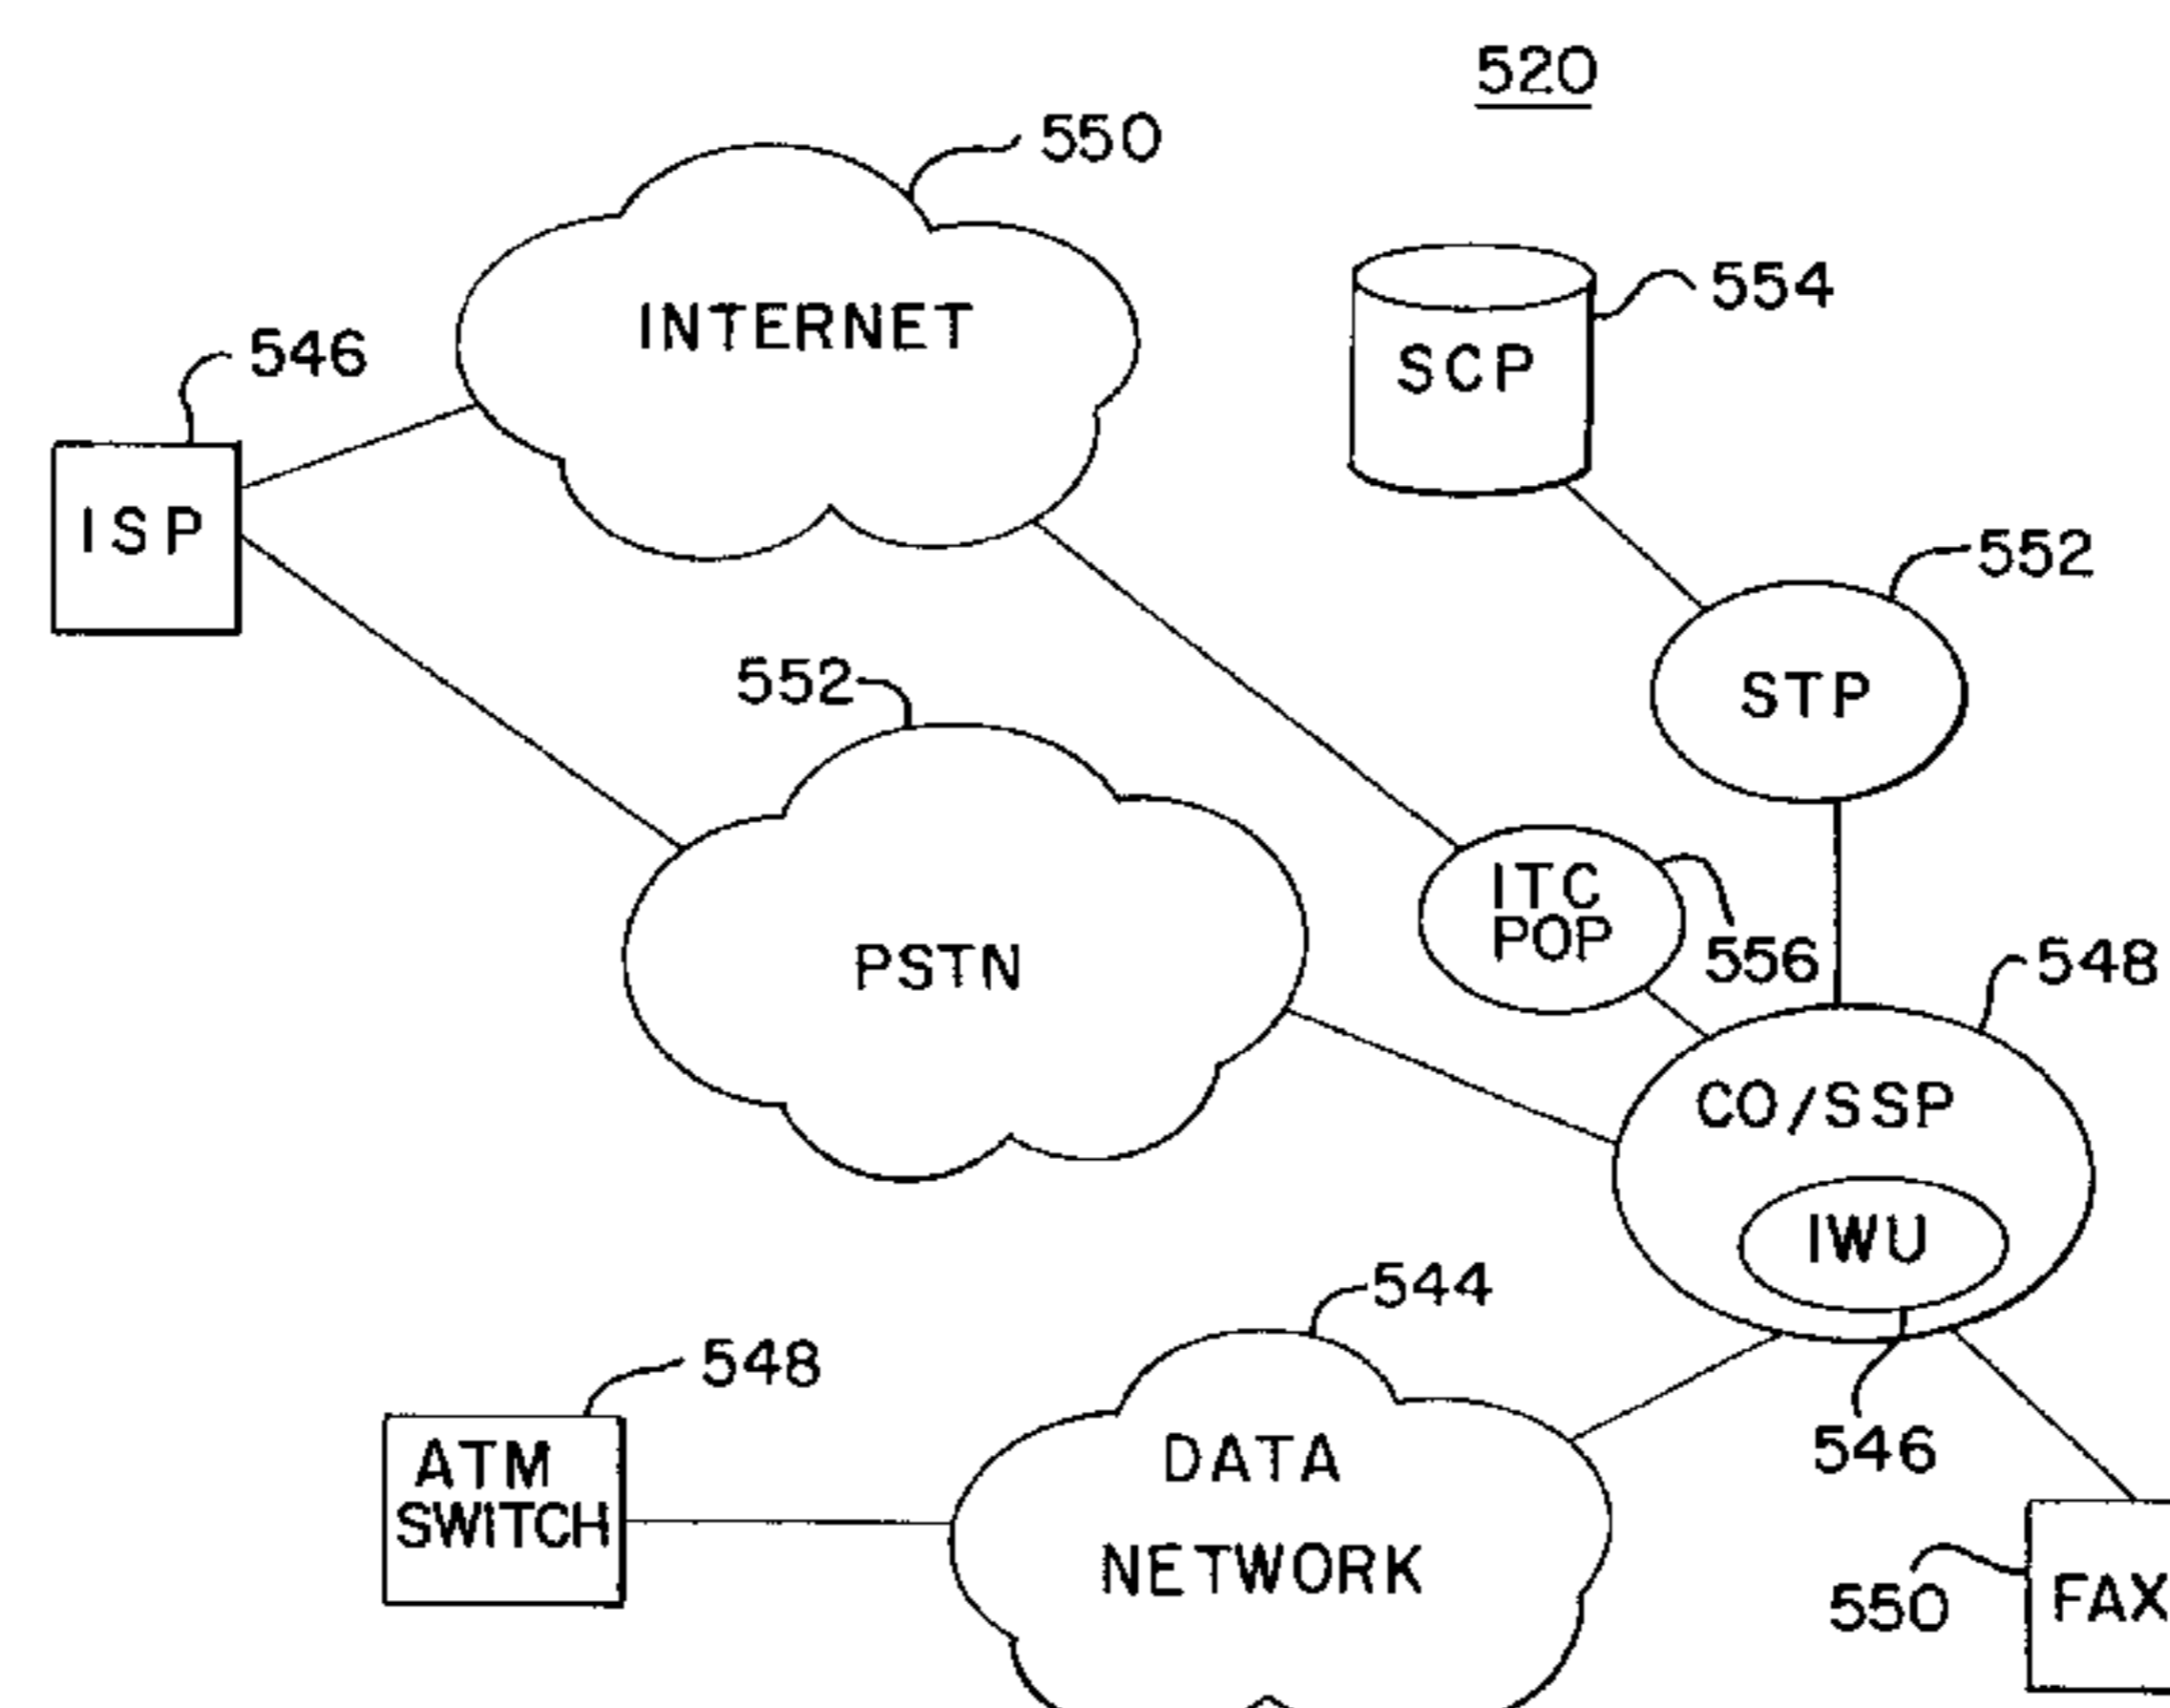 520
550
INTERNET
554
SCP
546
ISP
552
STP
552
ITC
POP
556
PSTN
548
CO/SSP
IWU
544
548
546
ATM
SWITCH
DATA
NETWORK
550
FAX